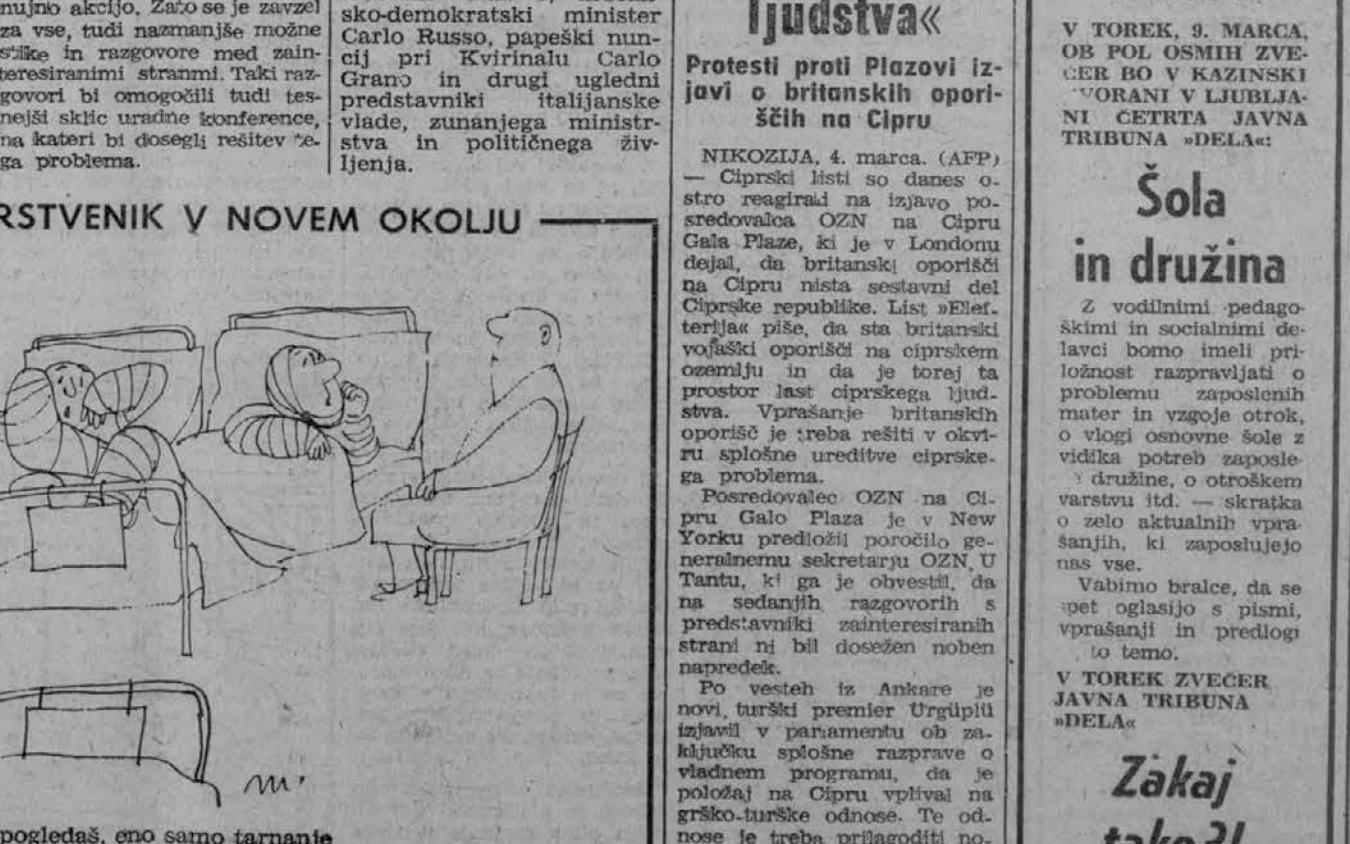 nujno akcijo. Zato se je zavzel
za vse, tudi nazmanjše možne
stike in razgovore med zain-
teresiranimi stranmi. Taki raz-
govori bi omogočili tudi tes-
nejši sklic uradne konference,
na kateri bi dosegli rešitev te-
ga problema.
sko-demokratski minister
Carlo Russo, papeški nun-
cij pri Kvirinalu Carlo
Grano in drugi ugledni
predstavniki italijanske
vlade, zunanjega ministr-
stva in političnega živ-
ljenja.
RSTVENIK V NOVEM OKOLJU
pogledaš, eno samo tarnanje
ljudstva«
Protesti proti Plazovi iz-
javi o britanskih opori-
ščih na Cipru
NIKOZIJA, 4. marca. (AFP)
— Ciprski listi so danes o-
stro reagirali na izjavo po-
sredovalca OZN na Cipru
Gala Plaze, ki je v Londonu
dejal, da britanski oporišči
na Cipru nista sestavni del
Ciprske republike. List »Elef-
terija« piše, da sta britanski
vojaški oporišči na ciprskem
ozemlju in da je torej ta
prostor last ciprskega ljud-
stva. Vprašanje britanskih
oporišč je treba rešiti v okvi-
ru splošne ureditve ciprske-
ga problema.
Posredovalec OZN na Ci-
pru Galo Plaza je v New
Yorku predložil poročilo ge-
neralnemu sekretarju OZN U
Tantu, ki ga je obvestil, da
na sedanjih razgovorih s
predstavniki zainteresiranih
strani ni bil dosežen noben
napredek.
Po vesteh iz Ankare je
novi turški premier Urgüplü
izjavil v parlamentu ob za-
ključku splošne razprave o
vladnem programu, da je
položaj na Cipru vplival na
grško-turške odnose. Te od-
nose je treba prilagoditi no-
V TOREK, 9. MARCA,
OB POL OSMIH ZVE-
ČER BO V KAZINSKI
VORANI V LJUBLJA-
NI ČETRTA JAVNA
TRIBUNA »DELA«:
Šola
in družina
Z vodilnimi pedago-
škimi in socialnimi de-
lavci bomo imeli pri-
ložnost razpravljati o
problemu zaposlenih
mater in vzgoje otrok,
o vlogi osnovne šole z
vidika potreb zaposle-
družine, o otroškem
varstvu itd. — skratka
o zelo aktualnih vpra-
šanjih, ki zaposlujejo
nas vse.
Vabimo bralce, da se
spet oglasijo s pismi,
vprašanji in predlogi
to temo.
V TOREK ZVEČER
JAVNA TRIBUNA
»DELA«
Zakaj
tako?!